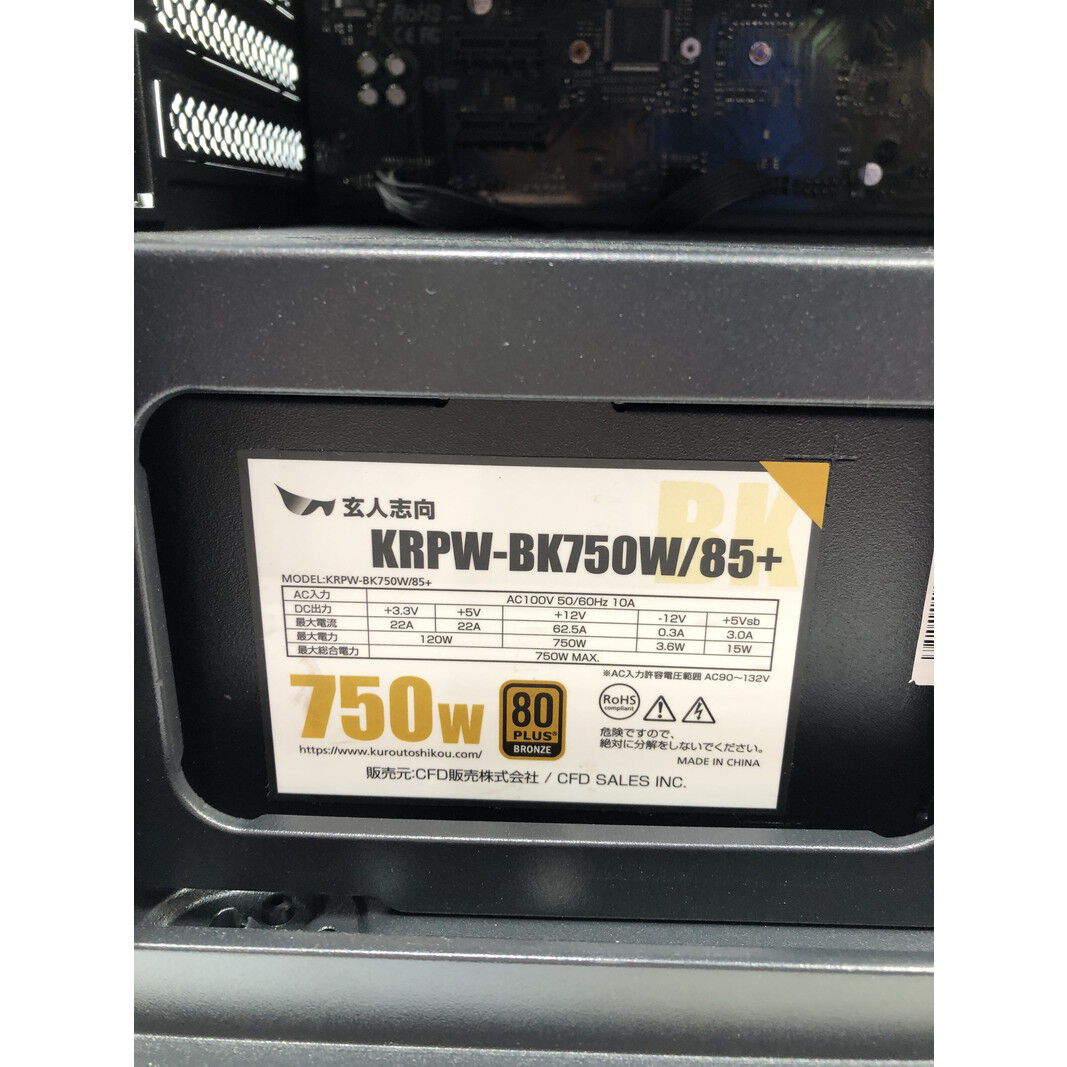 RoHS
CE FC
BK
玄人志向
KRPW-BK750W/85+
MODEL:KRPW-BK750W/85+
AC入力 AC100V 50/60Hz 10A
DC出力 +3.3V +5V +12V -12V +5Vsb
最大電流 22A 22A 62.5A 0.3A 3.0A
最大電力 120W 750W 3.6W 15W
最大総合電力 750W MAX.
※AC入力許容電圧範囲 AC90～132V
750W
80
PLUS®
BRONZE
RoHS
compliant
危険ですので、
絶対に分解をしないでください。
https://www.kuroutoshikou.com/
MADE IN CHINA
販売元:CFD販売株式会社 / CFD SALES INC.